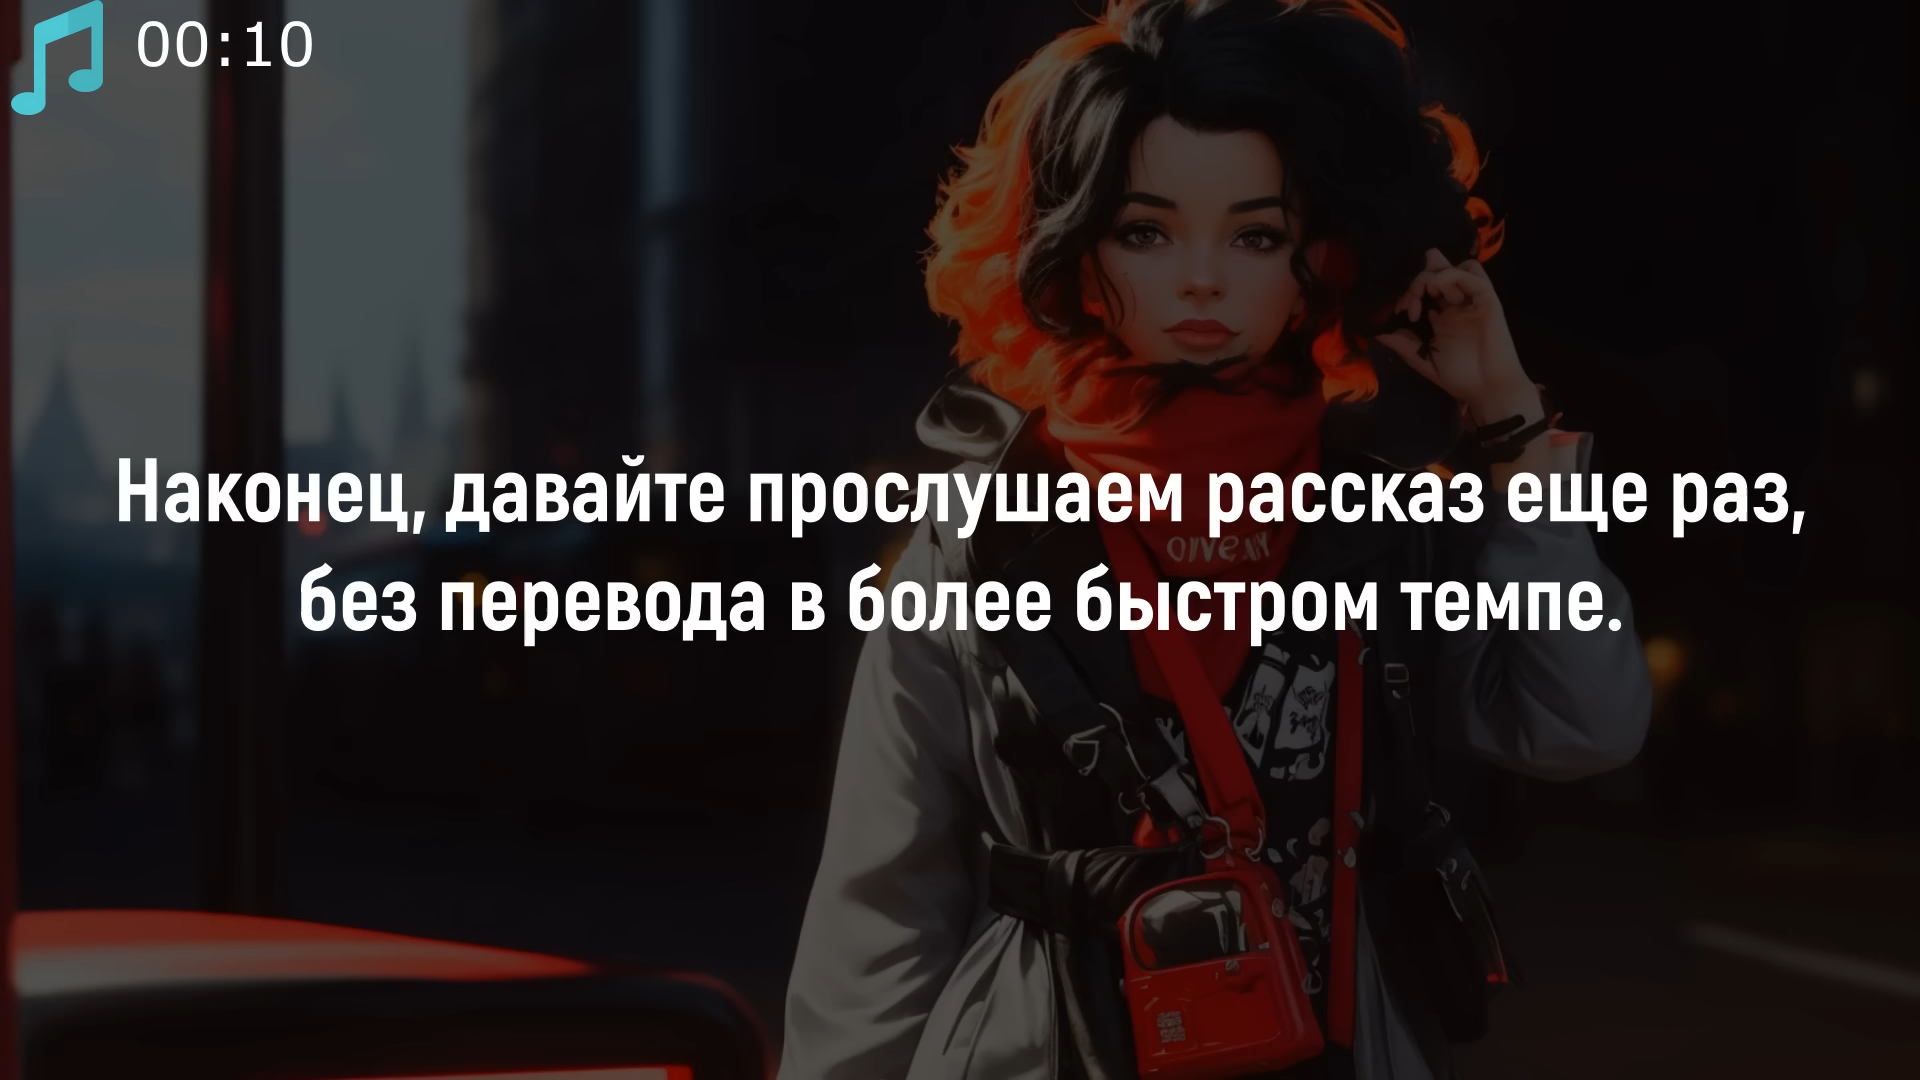 00:10
Наконец, давайте прослушаем рассказ еще раз,
без перевода в более быстром темпе.